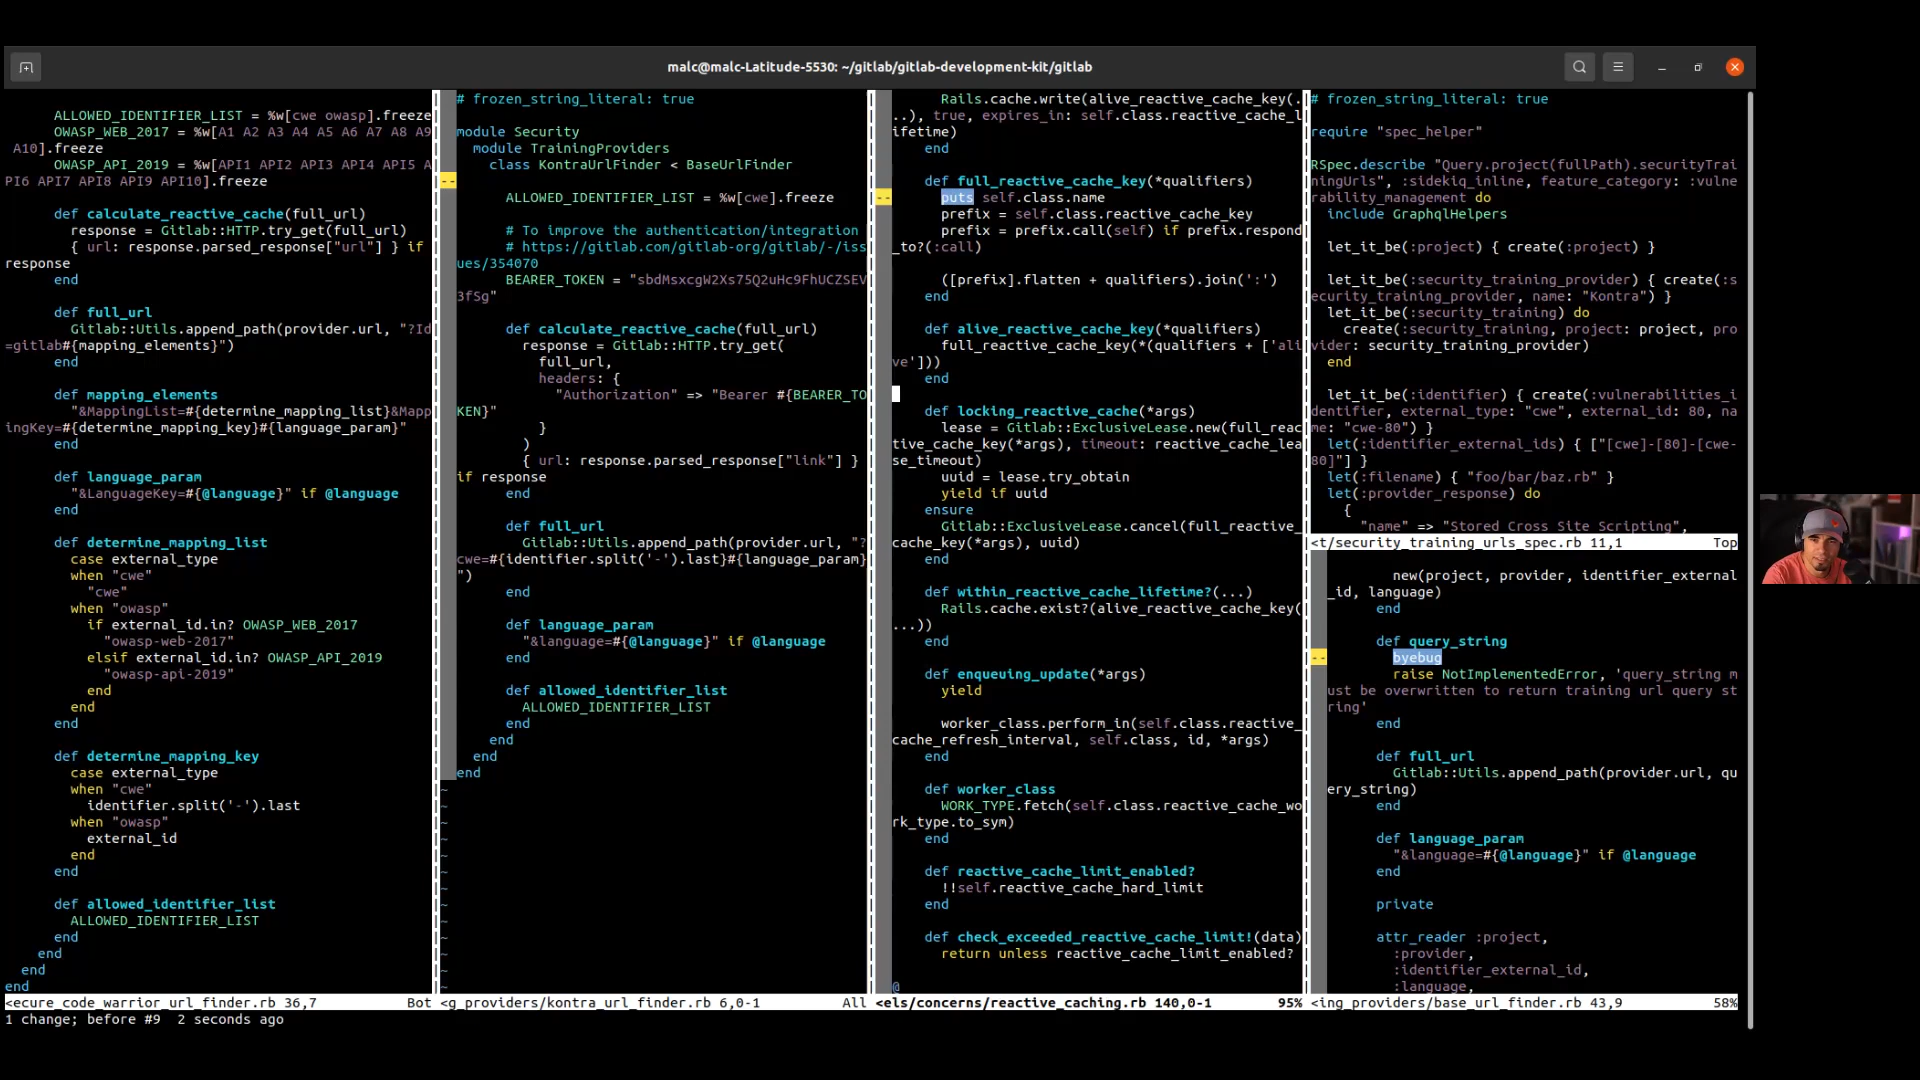 malc@malc-Latitude-5530: ~/gitlab/gitlab-development-kit/gitlab
ALLOWED_IDENTIFIER_LIST = %w[cwe owasp].freeze
OWASP_WEB_2017 = %w[A1 A2 A3 A4 A5 A6 A7 A8 A9
A10].freeze
OWASP_API_2019 = %w[API1 API2 API3 API4 API5 A
PI6 API7 API8 API9 API10].freeze
def calculate_reactive_cache(full_url)
response = Gitlab::HTTP.try_get(full_url)
{ url: response.parsed_response["url"] } if
response
end
def full_url
Gitlab::Utils.append_path(provider.url, "?Id
=gitlab#{mapping_elements}")
end
def mapping_elements
"&MappingList=#{determine_mapping_list}&Mapp
ingKey=#{determine_mapping_key}#{language_param}"
end
def language_param
"&LanguageKey=#{@language}" if @language
end
def determine_mapping_list
case external_type
when "cwe"
"cwe"
when "owasp"
if external_id.in? OWASP_WEB_2017
"owasp-web-2017"
elsif external_id.in? OWASP_API_2019
"owasp-api-2019"
end
end
end
def determine_mapping_key
case external_type
when "cwe"
identifier.split('-').last
when "owasp"
external_id
end
end
def allowed_identifier_list
ALLOWED_IDENTIFIER_LIST
end
end
end
end
<ecure_code_warrior_url_finder.rb 36,7 Bot
1 change; before #9 2 seconds ago
# frozen_string_literal: true
module Security
module TrainingProviders
class KontraUrlFinder < BaseUrlFinder
--
ALLOWED_IDENTIFIER_LIST = %w[cwe].freeze
# To improve the authentication/integration
# https://gitlab.com/gitlab-org/gitlab/-/iss
ues/354070
BEARER_TOKEN = "sbdMsxcgW2Xs75Q2uHc9FhUCZSEV
3fSg"
def calculate_reactive_cache(full_url)
response = Gitlab::HTTP.try_get(
full_url,
headers: {
"Authorization" => "Bearer #{BEARER_TO
KEN}"
}
)
{ url: response.parsed_response["link"] }
if response
end
def full_url
Gitlab::Utils.append_path(provider.url, "?
cwe=#{identifier.split('-').last}#{language_param}
")
end
def language_param
"&language=#{@language}" if @language
end
def allowed_identifier_list
ALLOWED_IDENTIFIER_LIST
end
end
end
end
~
~
~
~
~
~
~
~
~
~
~
~
~
<g_providers/kontra_url_finder.rb 6,0-1 All
Rails.cache.write(alive_reactive_cache_key(.
..), true, expires_in: self.class.reactive_cache_l
ifetime)
end
def full_reactive_cache_key(*qualifiers)
-- puts self.class.name
prefix = self.class.reactive_cache_key
prefix = prefix.call(self) if prefix.respond
_to?(:call)
([prefix].flatten + qualifiers).join(':')
end
def alive_reactive_cache_key(*qualifiers)
full_reactive_cache_key(*(qualifiers + ['ali
ve']))
end
def locking_reactive_cache(*args)
lease = Gitlab::ExclusiveLease.new(full_reac
tive_cache_key(*args), timeout: reactive_cache_lea
se_timeout)
uuid = lease.try_obtain
yield if uuid
ensure
Gitlab::ExclusiveLease.cancel(full_reactive_
cache_key(*args), uuid)
end
def within_reactive_cache_lifetime?(...)
Rails.cache.exist?(alive_reactive_cache_key(
...))
end
def enqueuing_update(*args)
yield
worker_class.perform_in(self.class.reactive_
cache_refresh_interval, self.class, id, *args)
end
def worker_class
WORK_TYPE.fetch(self.class.reactive_cache_wo
rk_type.to_sym)
end
def reactive_cache_limit_enabled?
!!self.reactive_cache_hard_limit
end
def check_exceeded_reactive_cache_limit!(data)
return unless reactive_cache_limit_enabled?
@
<els/concerns/reactive_caching.rb 140,0-1 95%
# frozen_string_literal: true
require "spec_helper"
RSpec.describe "Query.project(fullPath).securityTrai
ningUrls", :sidekiq_inline, feature_category: :vulne
rability_management do
include GraphqlHelpers
let_it_be(:project) { create(:project) }
let_it_be(:security_training_provider) { create(:s
ecurity_training_provider, name: "Kontra") }
let_it_be(:security_training) do
create(:security_training, project: project, pro
vider: security_training_provider)
end
let_it_be(:identifier) { create(:vulnerabilities_i
dentifier, external_type: "cwe", external_id: 80, na
me: "cwe-80") }
let(:identifier_external_ids) { ["[cwe]-[80]-[cwe-
80]"] }
let(:filename) { "foo/bar/baz.rb" }
let(:provider_response) do
{
"name" => "Stored Cross Site Scripting",
<t/security_training_urls_spec.rb 11,1 Top
new(project, provider, identifier_external
_id, language)
end
def query_string
-- byebug
raise NotImplementedError, 'query_string m
ust be overwritten to return training url query st
ring'
end
def full_url
Gitlab::Utils.append_path(provider.url, qu
ery_string)
end
def language_param
"&language=#{@language}" if @language
end
private
attr_reader :project,
:provider,
:identifier_external_id,
:language,
<ing_providers/base_url_finder.rb 43,9 58%